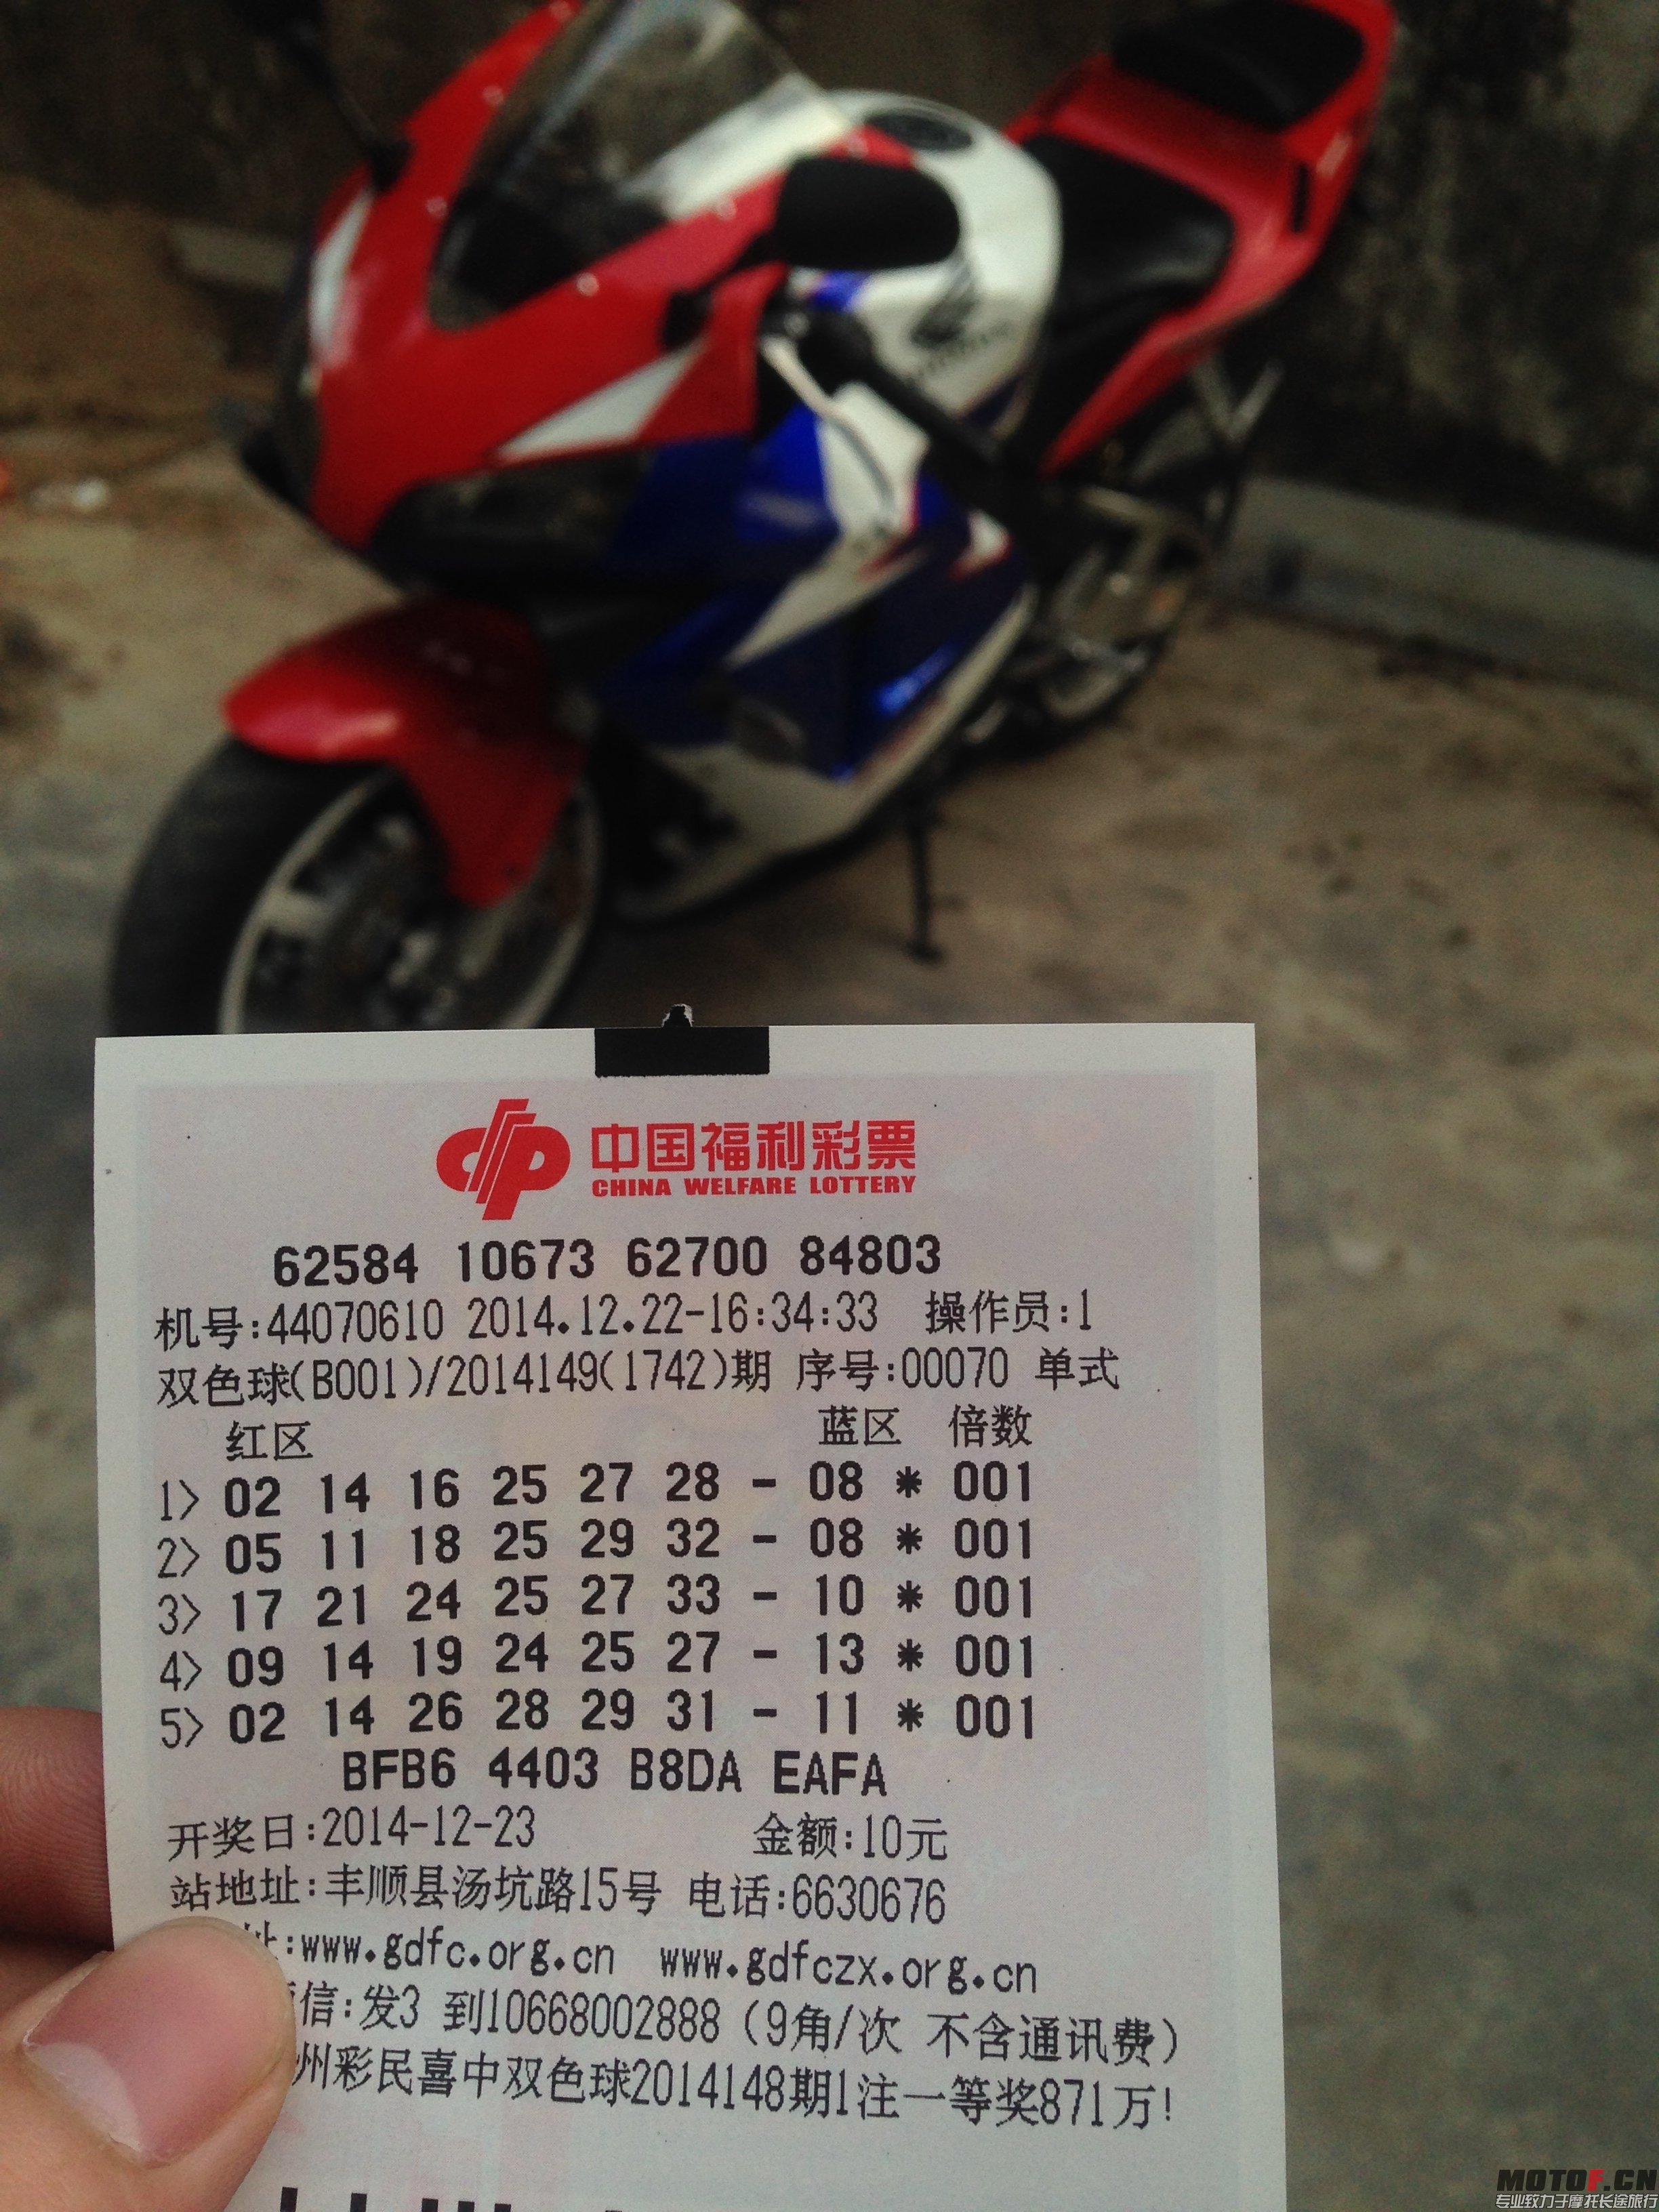 中国福利彩票
CHINA WELFARE LOTTERY
62584 10673 62700 84803
机号:44070610 2014.12.22-16:34:33 操作员:1
双色球(B001)/2014149(1742)期 序号:00070 单式
红区 蓝区 倍数
1> 02 14 16 25 27 28 - 08 * 001
2> 05 11 18 25 29 32 - 08 * 001
3> 17 21 24 25 27 33 - 10 * 001
4> 09 14 19 24 25 27 - 13 * 001
5> 02 14 26 28 29 31 - 11 * 001
BFB6 4403 B8DA EAFA
开奖日:2014-12-23 金额:10元
站地址:丰顺县汤坑路15号 电话:6630676
址:www.gdfc.org.cn www.gdfczx.org.cn
信:发3 到10668002888 (9角/次 不含通讯费)
州彩民喜中双色球2014148期1注一等奖871万!
MOTOF.CN
专业致力于摩托长途旅行